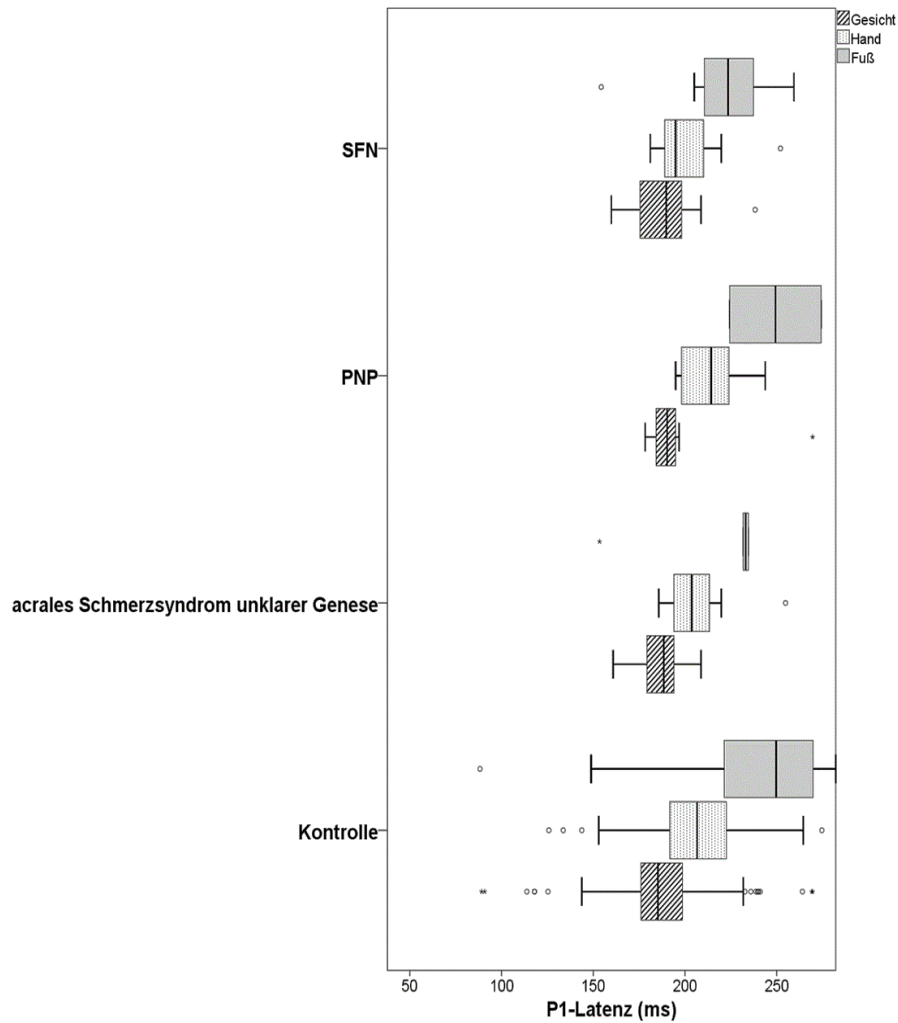 Gesicht
Hand
Fuß
SFN
PNP
acrales Schmerzsyndrom unklarer Genese
Kontrolle
50 100 150 200 250
P1-Latenz (ms)